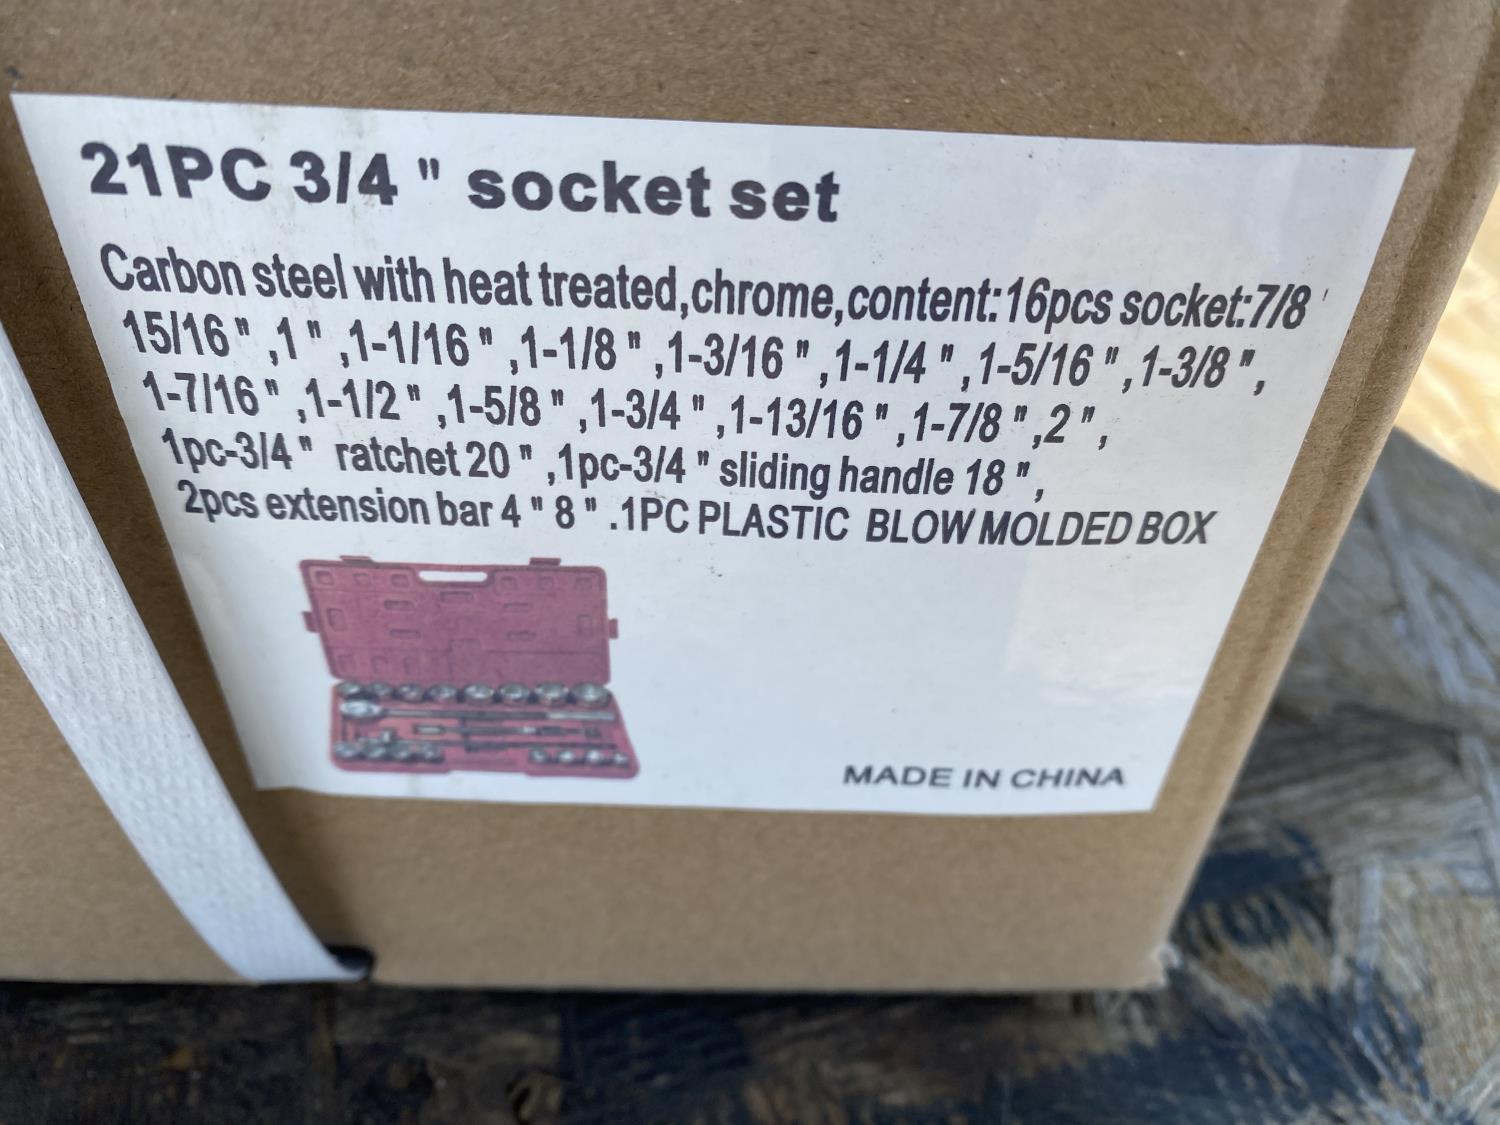 21PC 3/4 " socket set
Carbon steel with heat treated,chrome,content:16pcs socket:7/8 '
15/16 " ,1 " ,1-1/16 " ,1-1/8 " ,1-3/16 " ,1-1/4 " ,1-5/16 " ,1-3/8 ",
1-7/16 " ,1-1/2 " ,1-5/8 " ,1-3/4 " ,1-13/16 " ,1-7/8 " ,2 ",
1pc-3/4 " ratchet 20 " ,1pc-3/4 " sliding handle 18 ",
2pcs extension bar 4 " 8 " .1PC PLASTIC BLOW MOLDED BOX
MADE IN CHINA